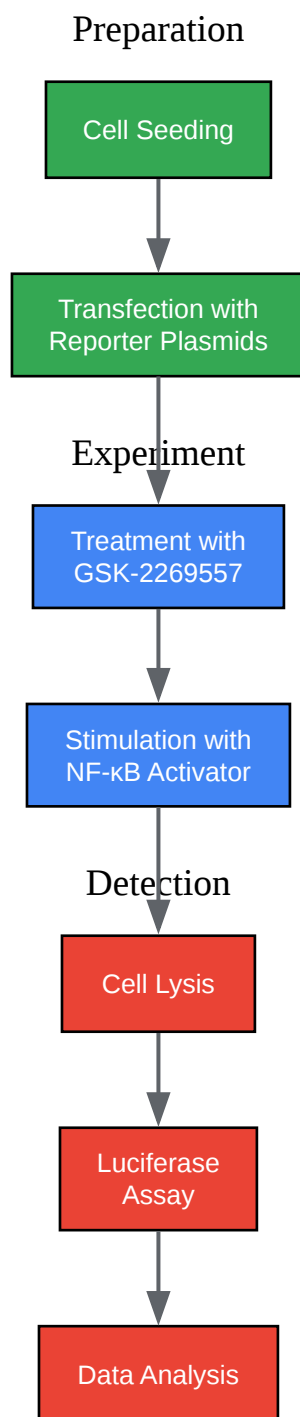 Preparation
Cell Seeding
Transfection with
Reporter Plasmids
Experiment
Treatment with
GSK-2269557
Stimulation with
NF-κB Activator
Detection
Cell Lysis
Luciferase
Assay
Data Analysis